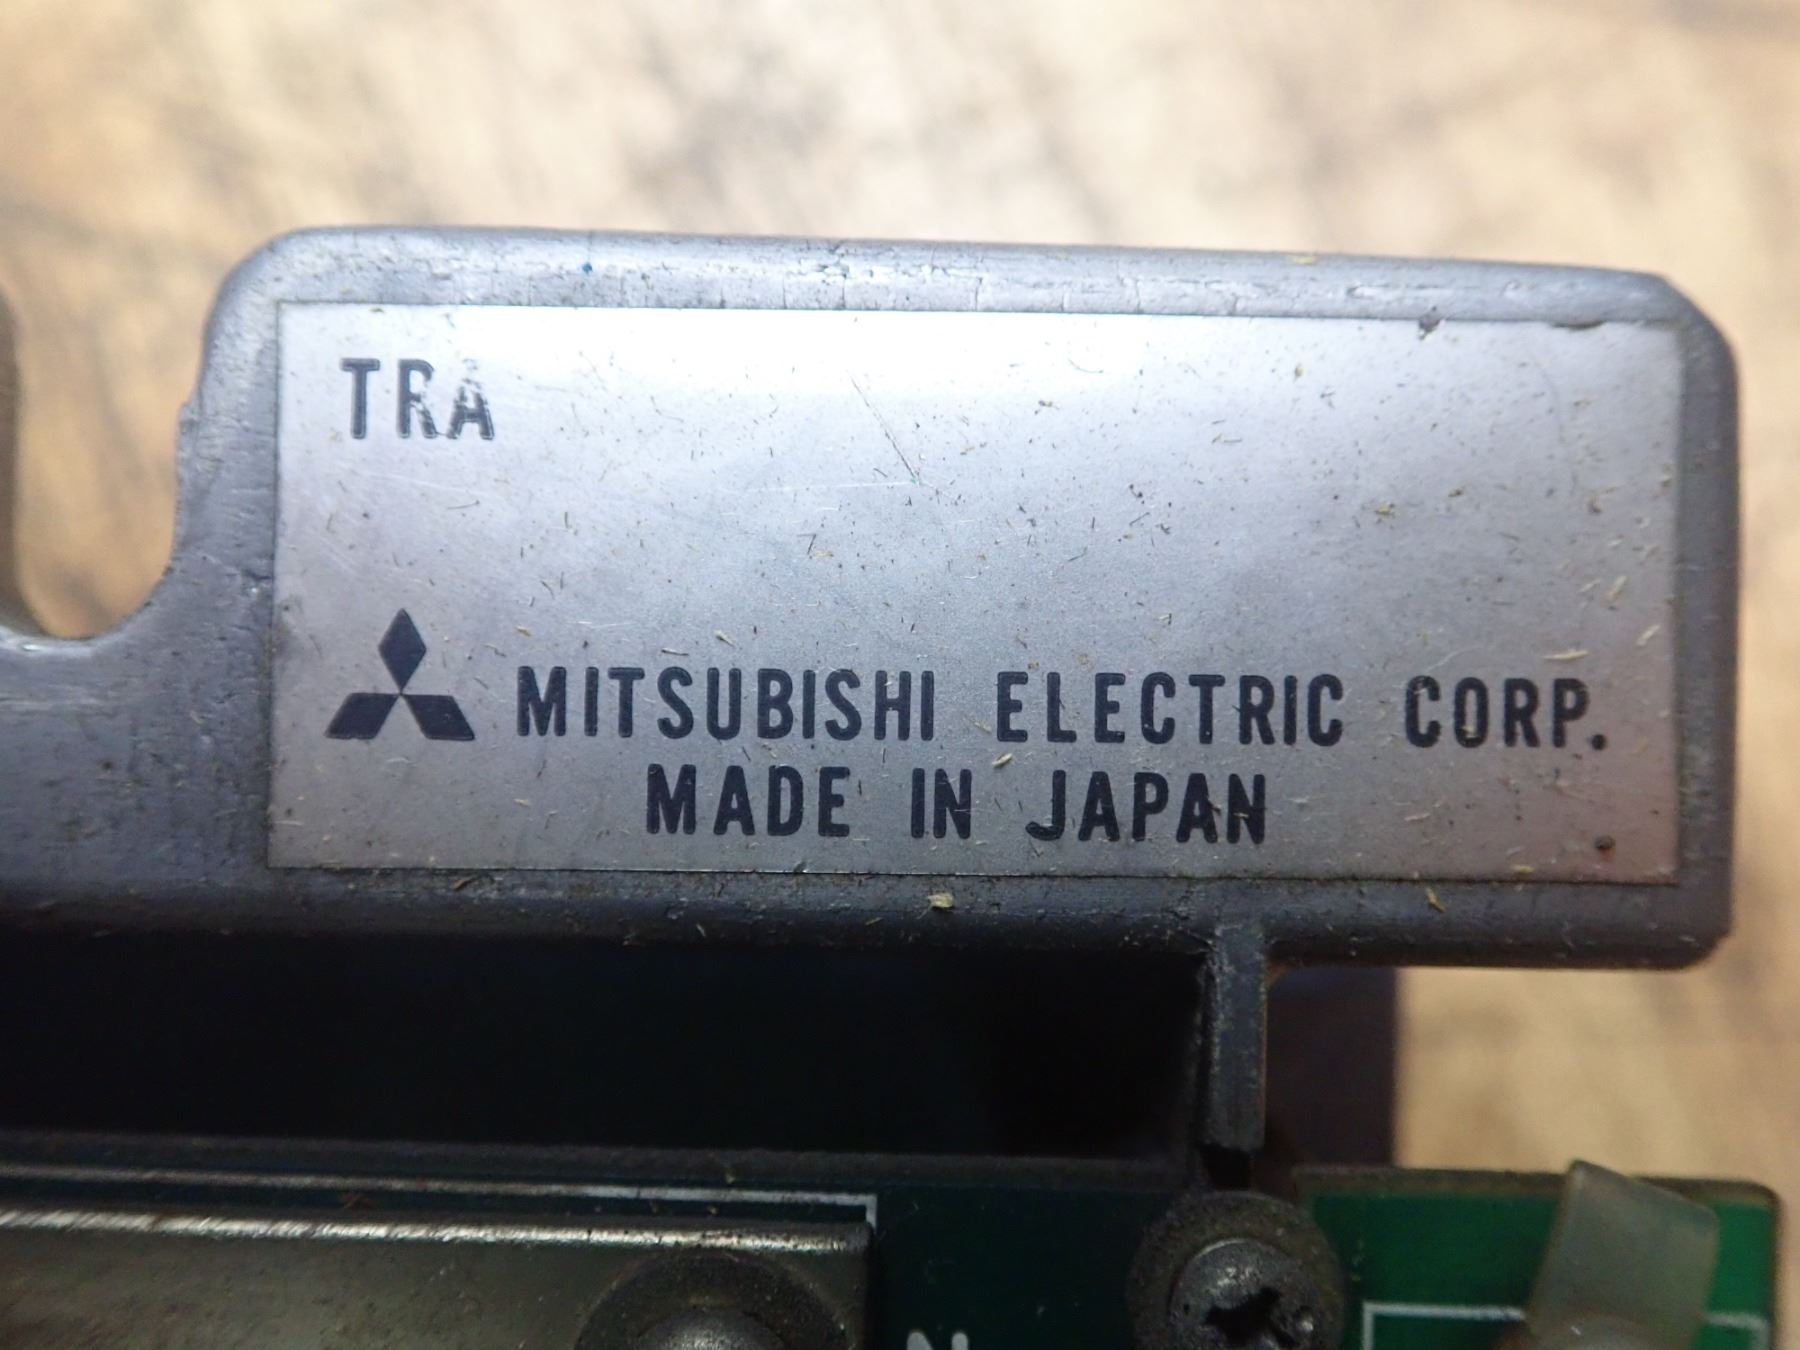 TRA
MITSUBISHI ELECTRIC CORP.
MADE IN JAPAN